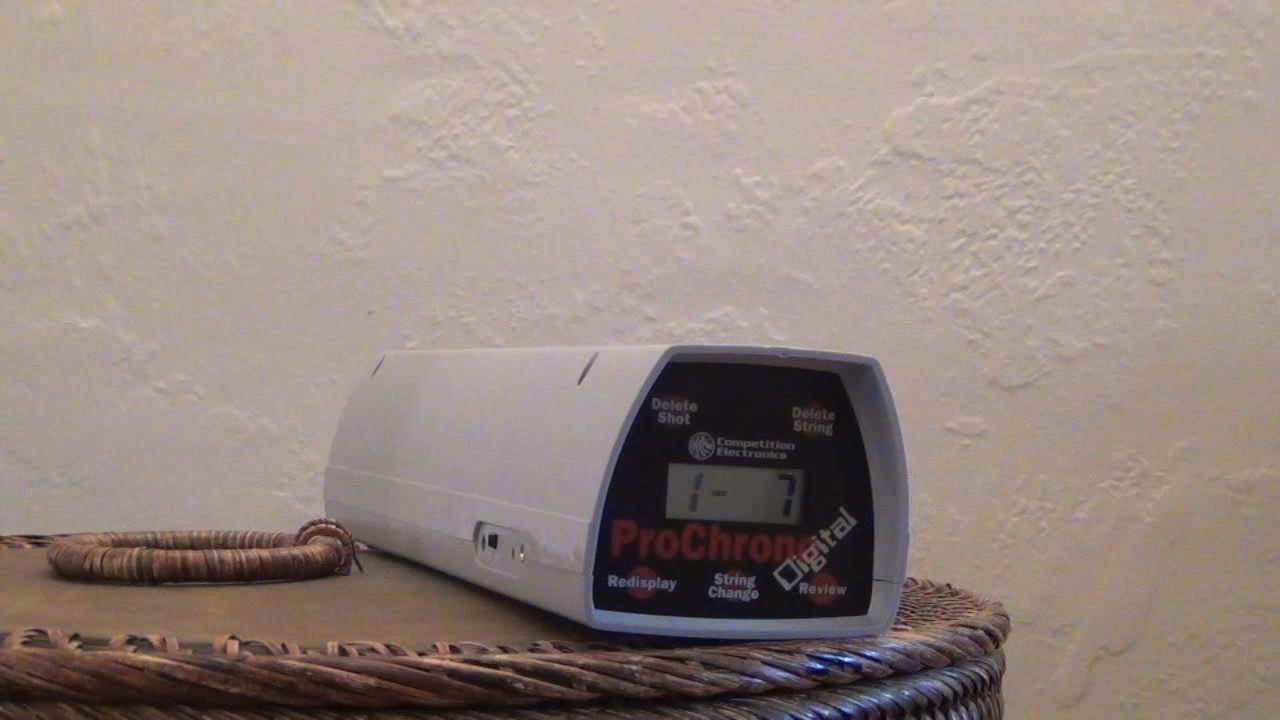 Delete
Shot
Delete
String
Competition
Electronics
1- 7
ProChrono
Digital
Redisplay
String
Change
Review